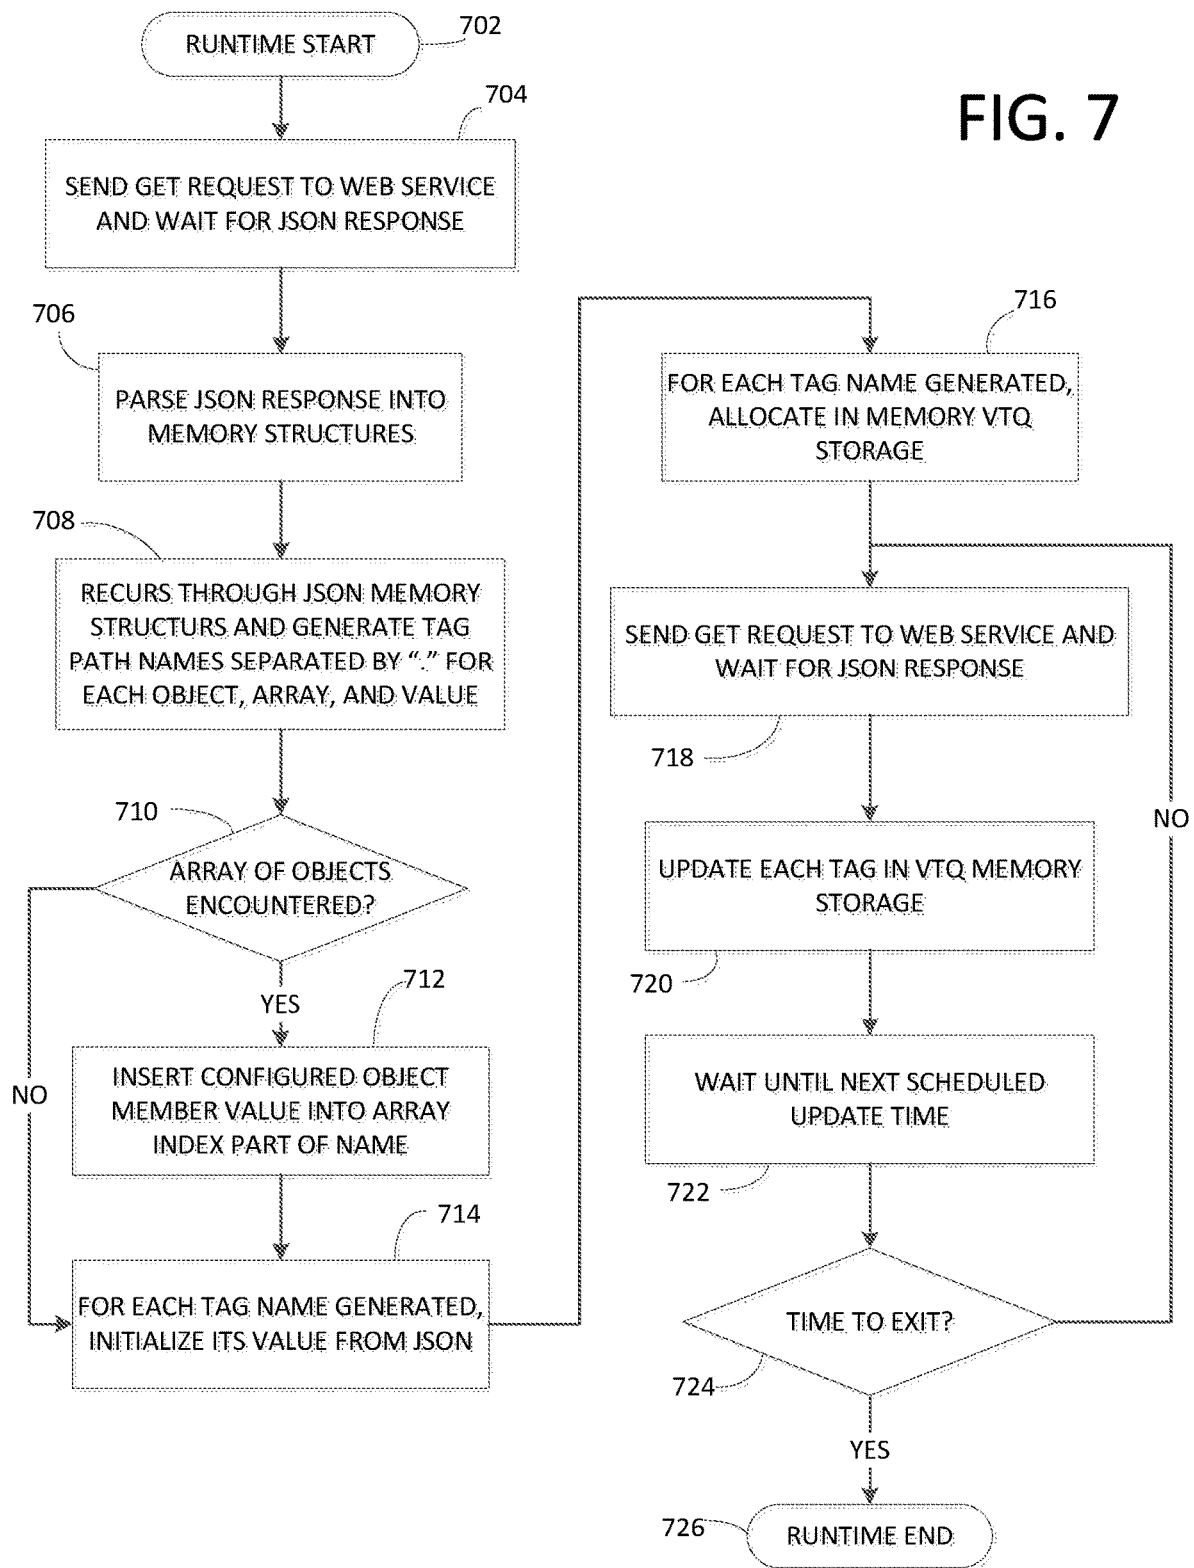 RUNTIME START
702
FIG. 7
704
SEND GET REQUEST TO WEB SERVICE
AND WAIT FOR JSON RESPONSE
706
PARSE JSON RESPONSE INTO
MEMORY STRUCTURES
708
RECURS THROUGH JSON MEMORY
STRUCTURS AND GENERATE TAG
PATH NAMES SEPARATED BY “.” FOR
EACH OBJECT, ARRAY, AND VALUE
710
ARRAY OF OBJECTS
ENCOUNTERED?
YES
NO
712
INSERT CONFIGURED OBJECT
MEMBER VALUE INTO ARRAY
INDEX PART OF NAME
714
FOR EACH TAG NAME GENERATED,
INITIALIZE ITS VALUE FROM JSON
716
FOR EACH TAG NAME GENERATED,
ALLOCATE IN MEMORY VTQ
STORAGE
SEND GET REQUEST TO WEB SERVICE AND
WAIT FOR JSON RESPONSE
718
UPDATE EACH TAG IN VTQ MEMORY
STORAGE
720
WAIT UNTIL NEXT SCHEDULED
UPDATE TIME
722
TIME TO EXIT?
724
NO
YES
726
RUNTIME END